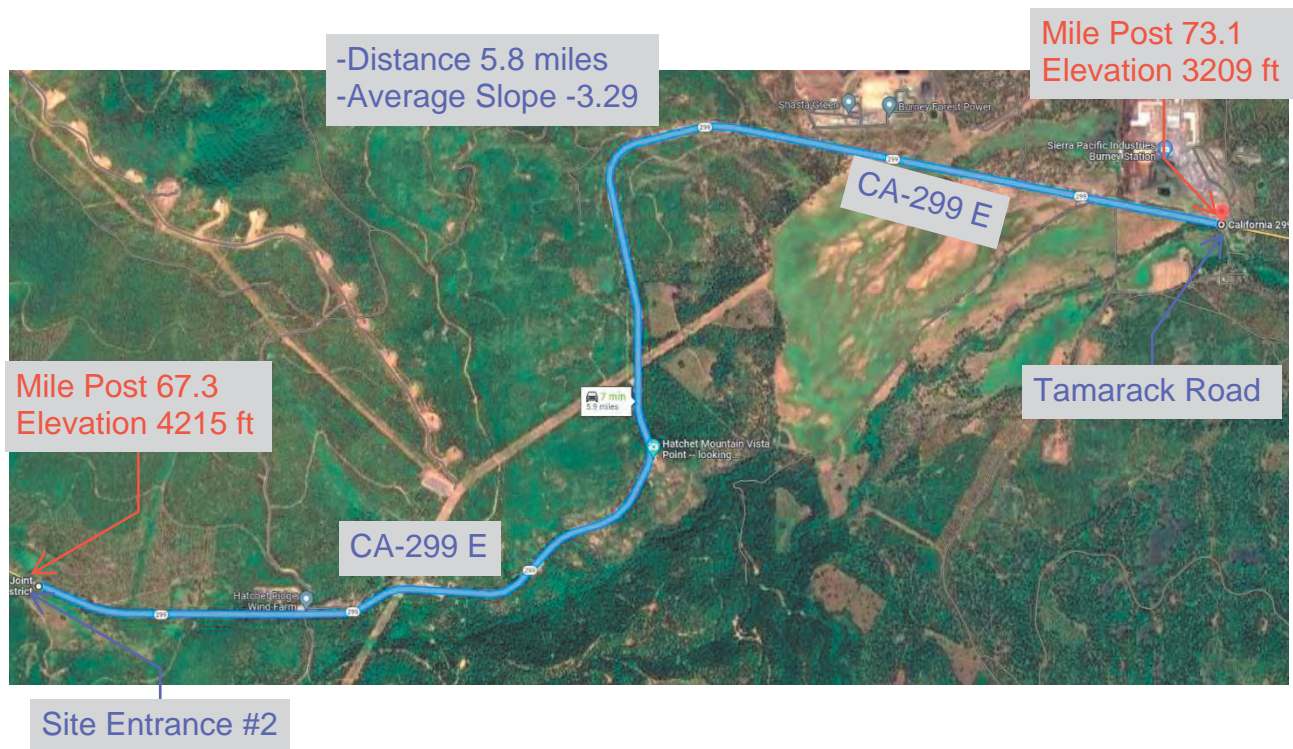 -Distance 5.8 miles
-Average Slope -3.29
Mile Post 73.1
Elevation 3209 ft
Shasta Green
Burney Forest Power
299
Sierra Pacific Industries
Burney Station
299
CA-299 E
299
California 299
Mile Post 67.3
Elevation 4215 ft
Tamarack Road
7 min
5.9 miles
Hatchet Mountain Vista
Point -- looking...
CA-299 E
299
Joint
strict
Hatchet Ridge
Wind Farm
299
299
Site Entrance #2